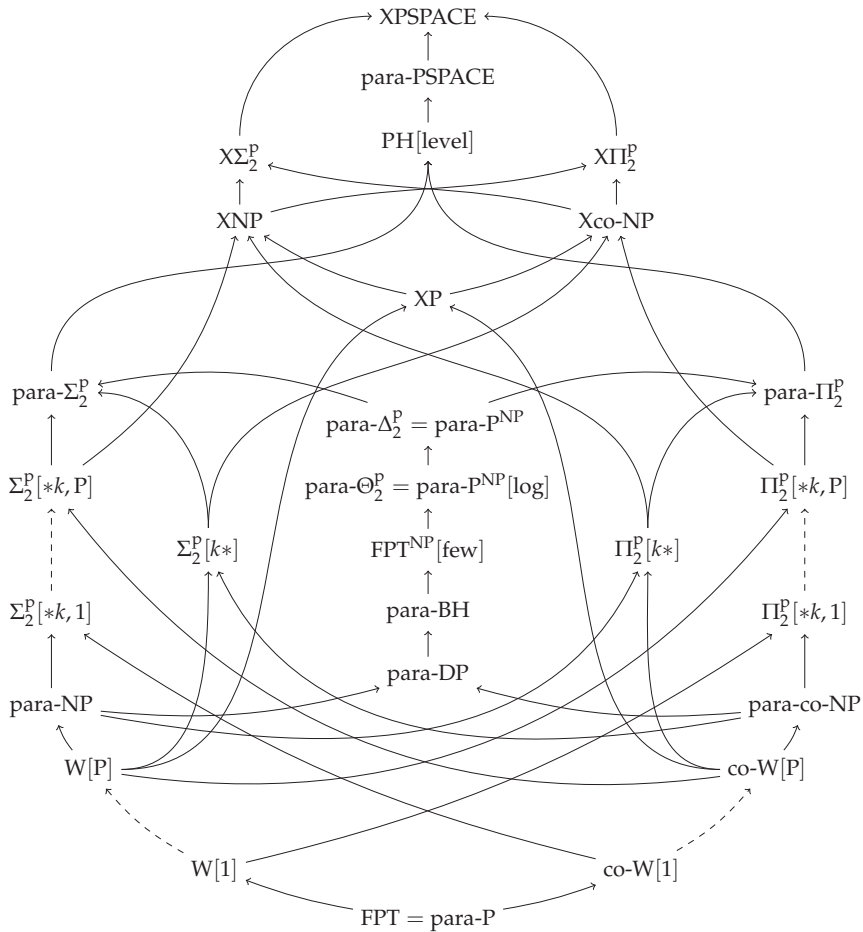 XPSPACE
para-PSPACE
PH[level]
XΣ₂ᵖ XΠ₂ᵖ
XNP Xco-NP
XP
para-Σ₂ᵖ para-Π₂ᵖ
para-Δ₂ᵖ = para-Pᴺᴾ
Σ₂ᵖ[∗k, P] para-Θ₂ᵖ = para-Pᴺᴾ[log] Π₂ᵖ[∗k, P]
Σ₂ᵖ[k∗] FPTᴺᴾ[few] Π₂ᵖ[k∗]
Σ₂ᵖ[∗k, 1] para-BH Π₂ᵖ[∗k, 1]
para-DP
para-NP para-co-NP
W[P] co-W[P]
W[1] co-W[1]
FPT = para-P